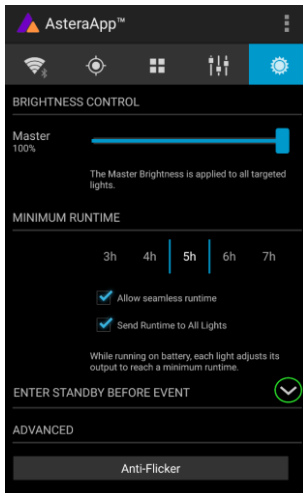 AsteraApp™
BRIGHTNESS CONTROL
Master
100%
The Master Brightness is applied to all targeted
lights.
MINIMUM RUNTIME
3h 4h 5h 6h 7h
Allow seamless runtime
Send Runtime to All Lights
While running on battery, each light adjusts its
output to reach a minimum runtime.
ENTER STANDBY BEFORE EVENT
ADVANCED
Anti-Flicker